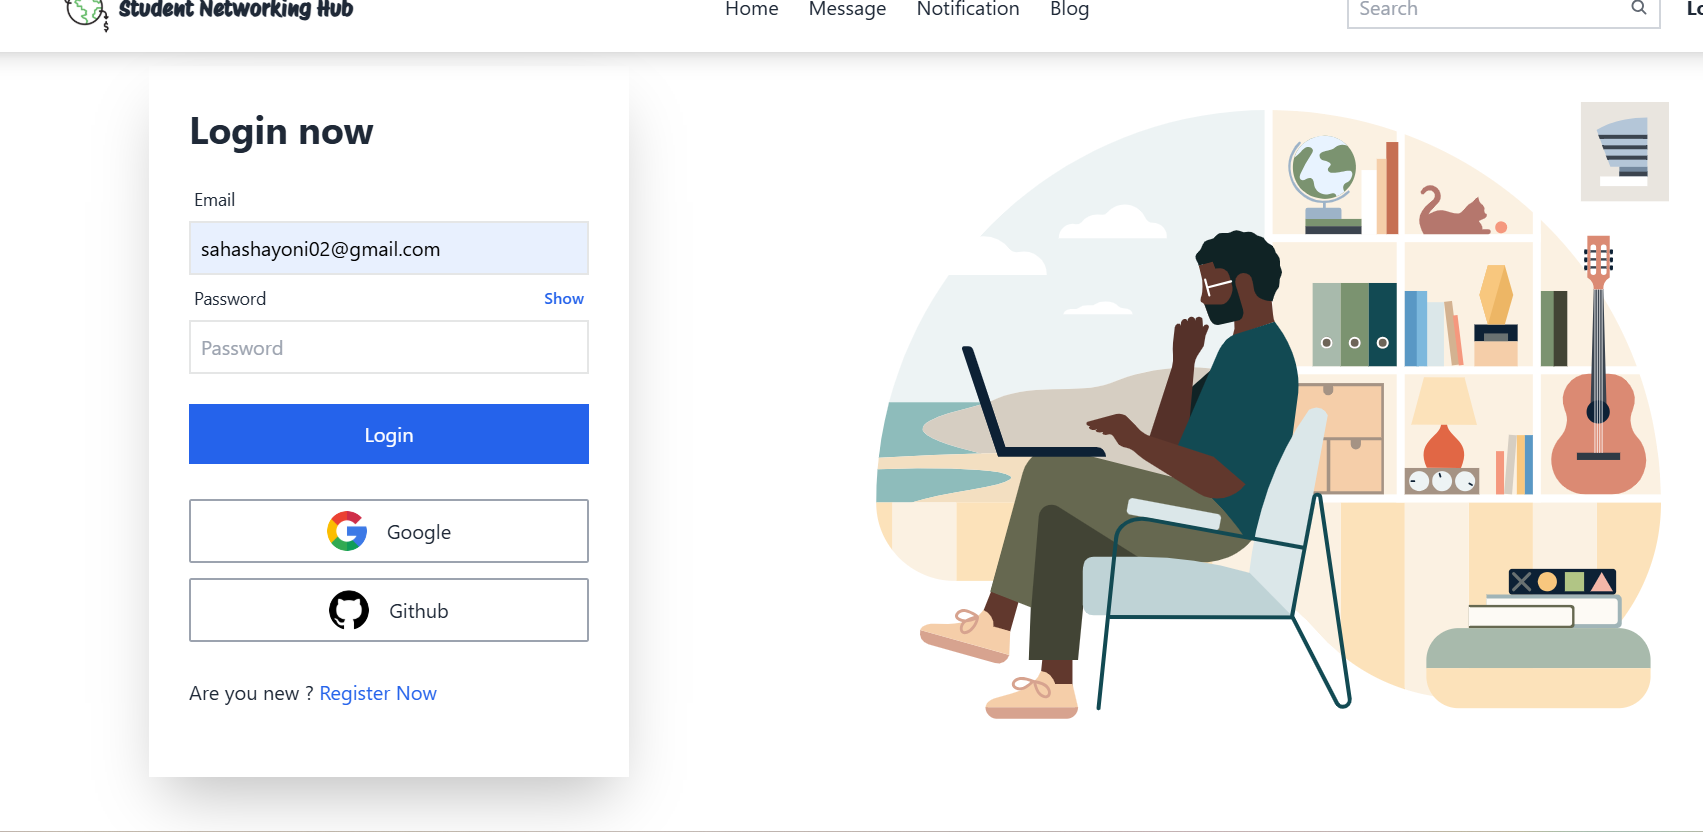 Student Networking Hub
Home Message Notification Blog
Search
Login now
Email
sahashayoni02@gmail.com
Password Show
Password
Login
Google
Github
Are you new ? Register Now